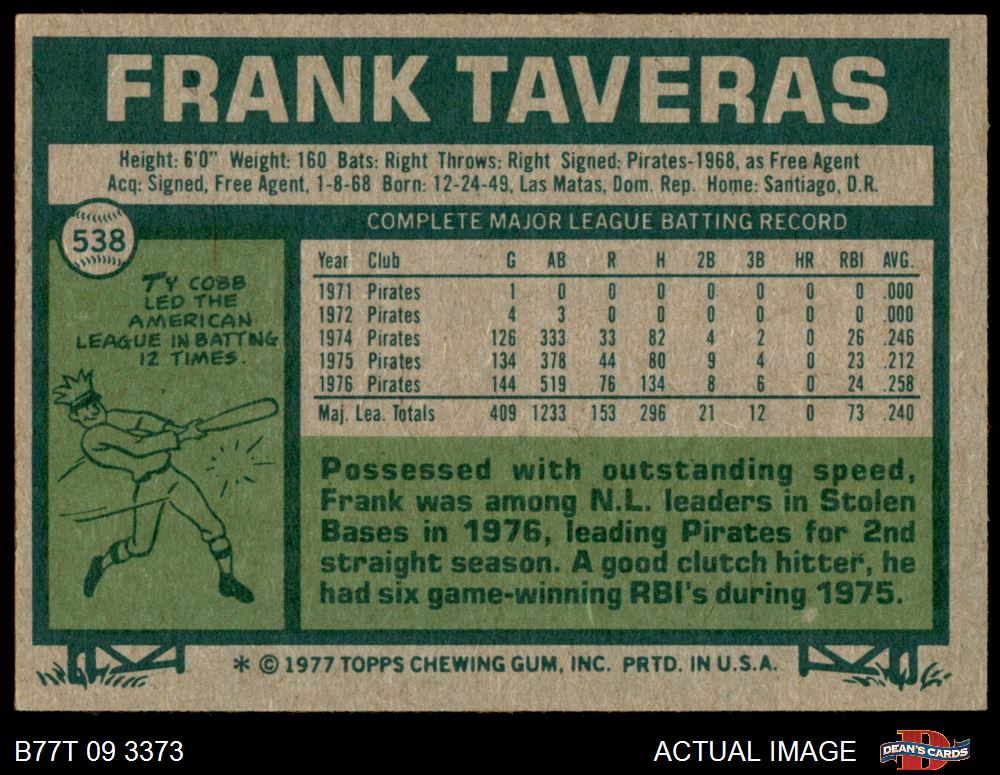 FRANK TAVERAS
Height: 6'0" Weight: 160 Bats: Right Throws: Right Signed: Pirates-1968, as Free Agent
Acq: Signed, Free Agent, 1-8-68 Born: 12-24-49, Las Matas, Dom. Rep. Home: Santiago, D.R.
538
TY COBB
LED THE
AMERICAN
LEAGUE IN BATTNG
12 TIMES.
COMPLETE MAJOR LEAGUE BATTING RECORD
Year Club G AB R H 2B 3B HR RBI AVG.
1971 Pirates 1 0 0 0 0 0 0 0 .000
1972 Pirates 4 3 0 0 0 0 0 0 .000
1974 Pirates 126 333 33 82 4 2 0 26 .246
1975 Pirates 134 378 44 80 9 4 0 23 .212
1976 Pirates 144 519 76 134 8 6 0 24 .258
Maj. Lea. Totals 409 1233 153 296 21 12 0 73 .240
Possessed with outstanding speed,
Frank was among N.L. leaders in Stolen
Bases in 1976, leading Pirates for 2nd
straight season. A good clutch hitter, he
had six game-winning RBI's during 1975.
* © 1977 TOPPS CHEWING GUM, INC. PRTD. IN U.S.A.
B77T 09 3373
ACTUAL IMAGE
D
DEAN'S CARDS